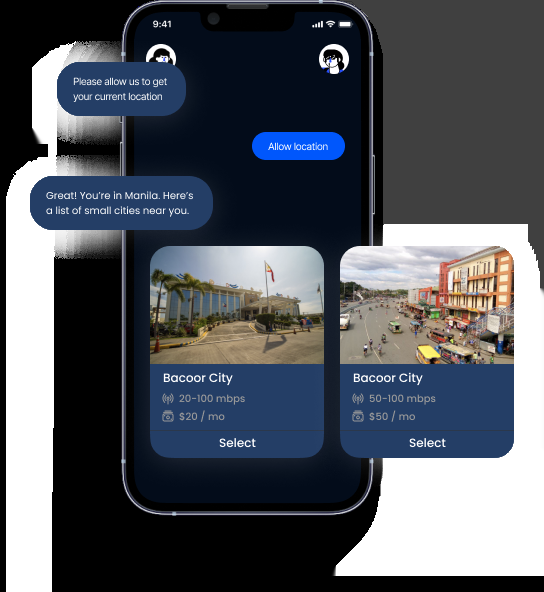 9:41
Please allow us to get
your current location
Allow location
Great! You're in Manila. Here's
a list of small cities near you.
Bacoor City
20-100 mbps
$20 / mo
Select
Bacoor City
50-100 mbps
$50 / mo
Select